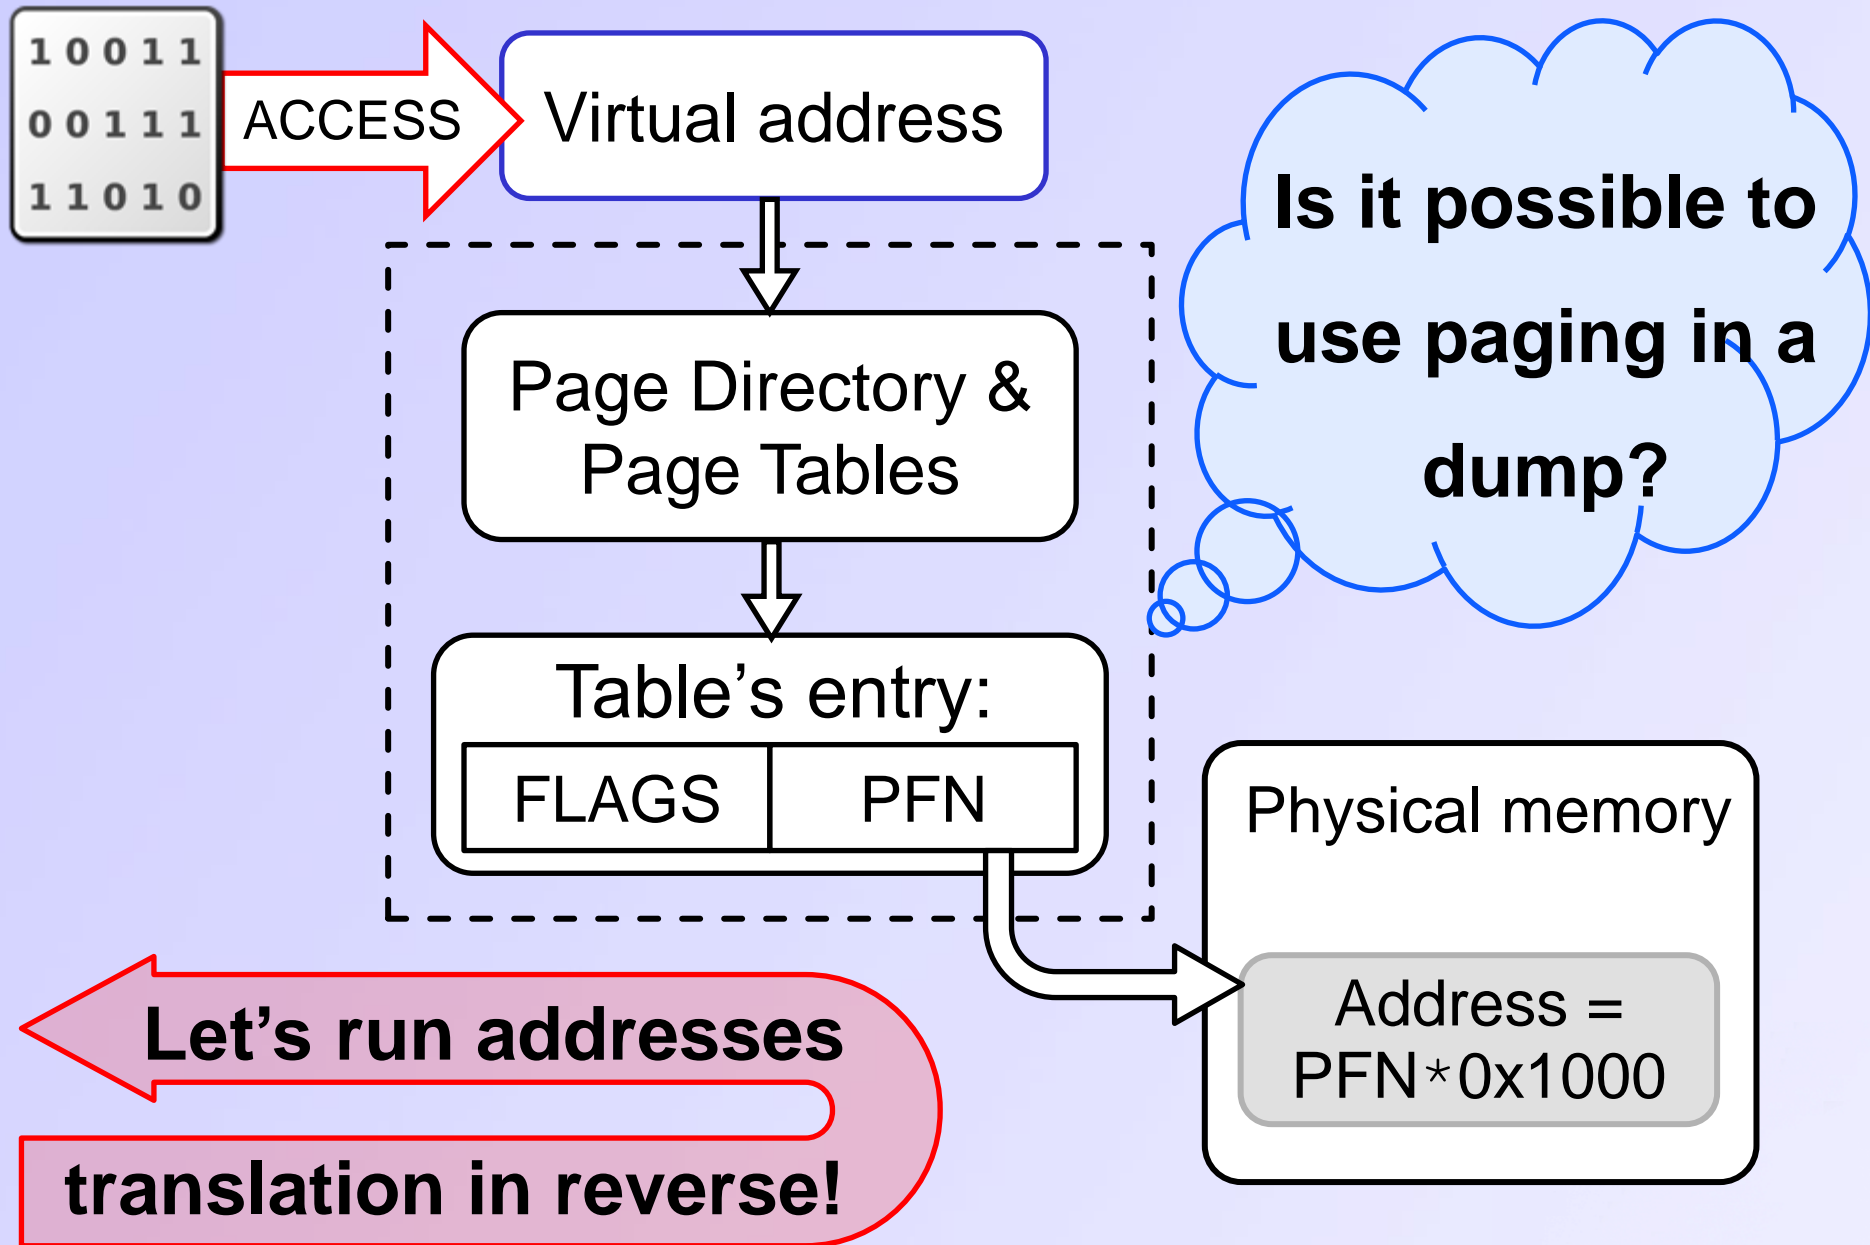 1 0 0 1 1
0 0 1 1 1
1 1 0 1 0
ACCESS
Virtual address
Is it possible to
use paging in a
dump?
Page Directory &
Page Tables
Table’s entry:
FLAGS PFN
Physical memory
Address =
PFN*0x1000
Let’s run addresses
translation in reverse!